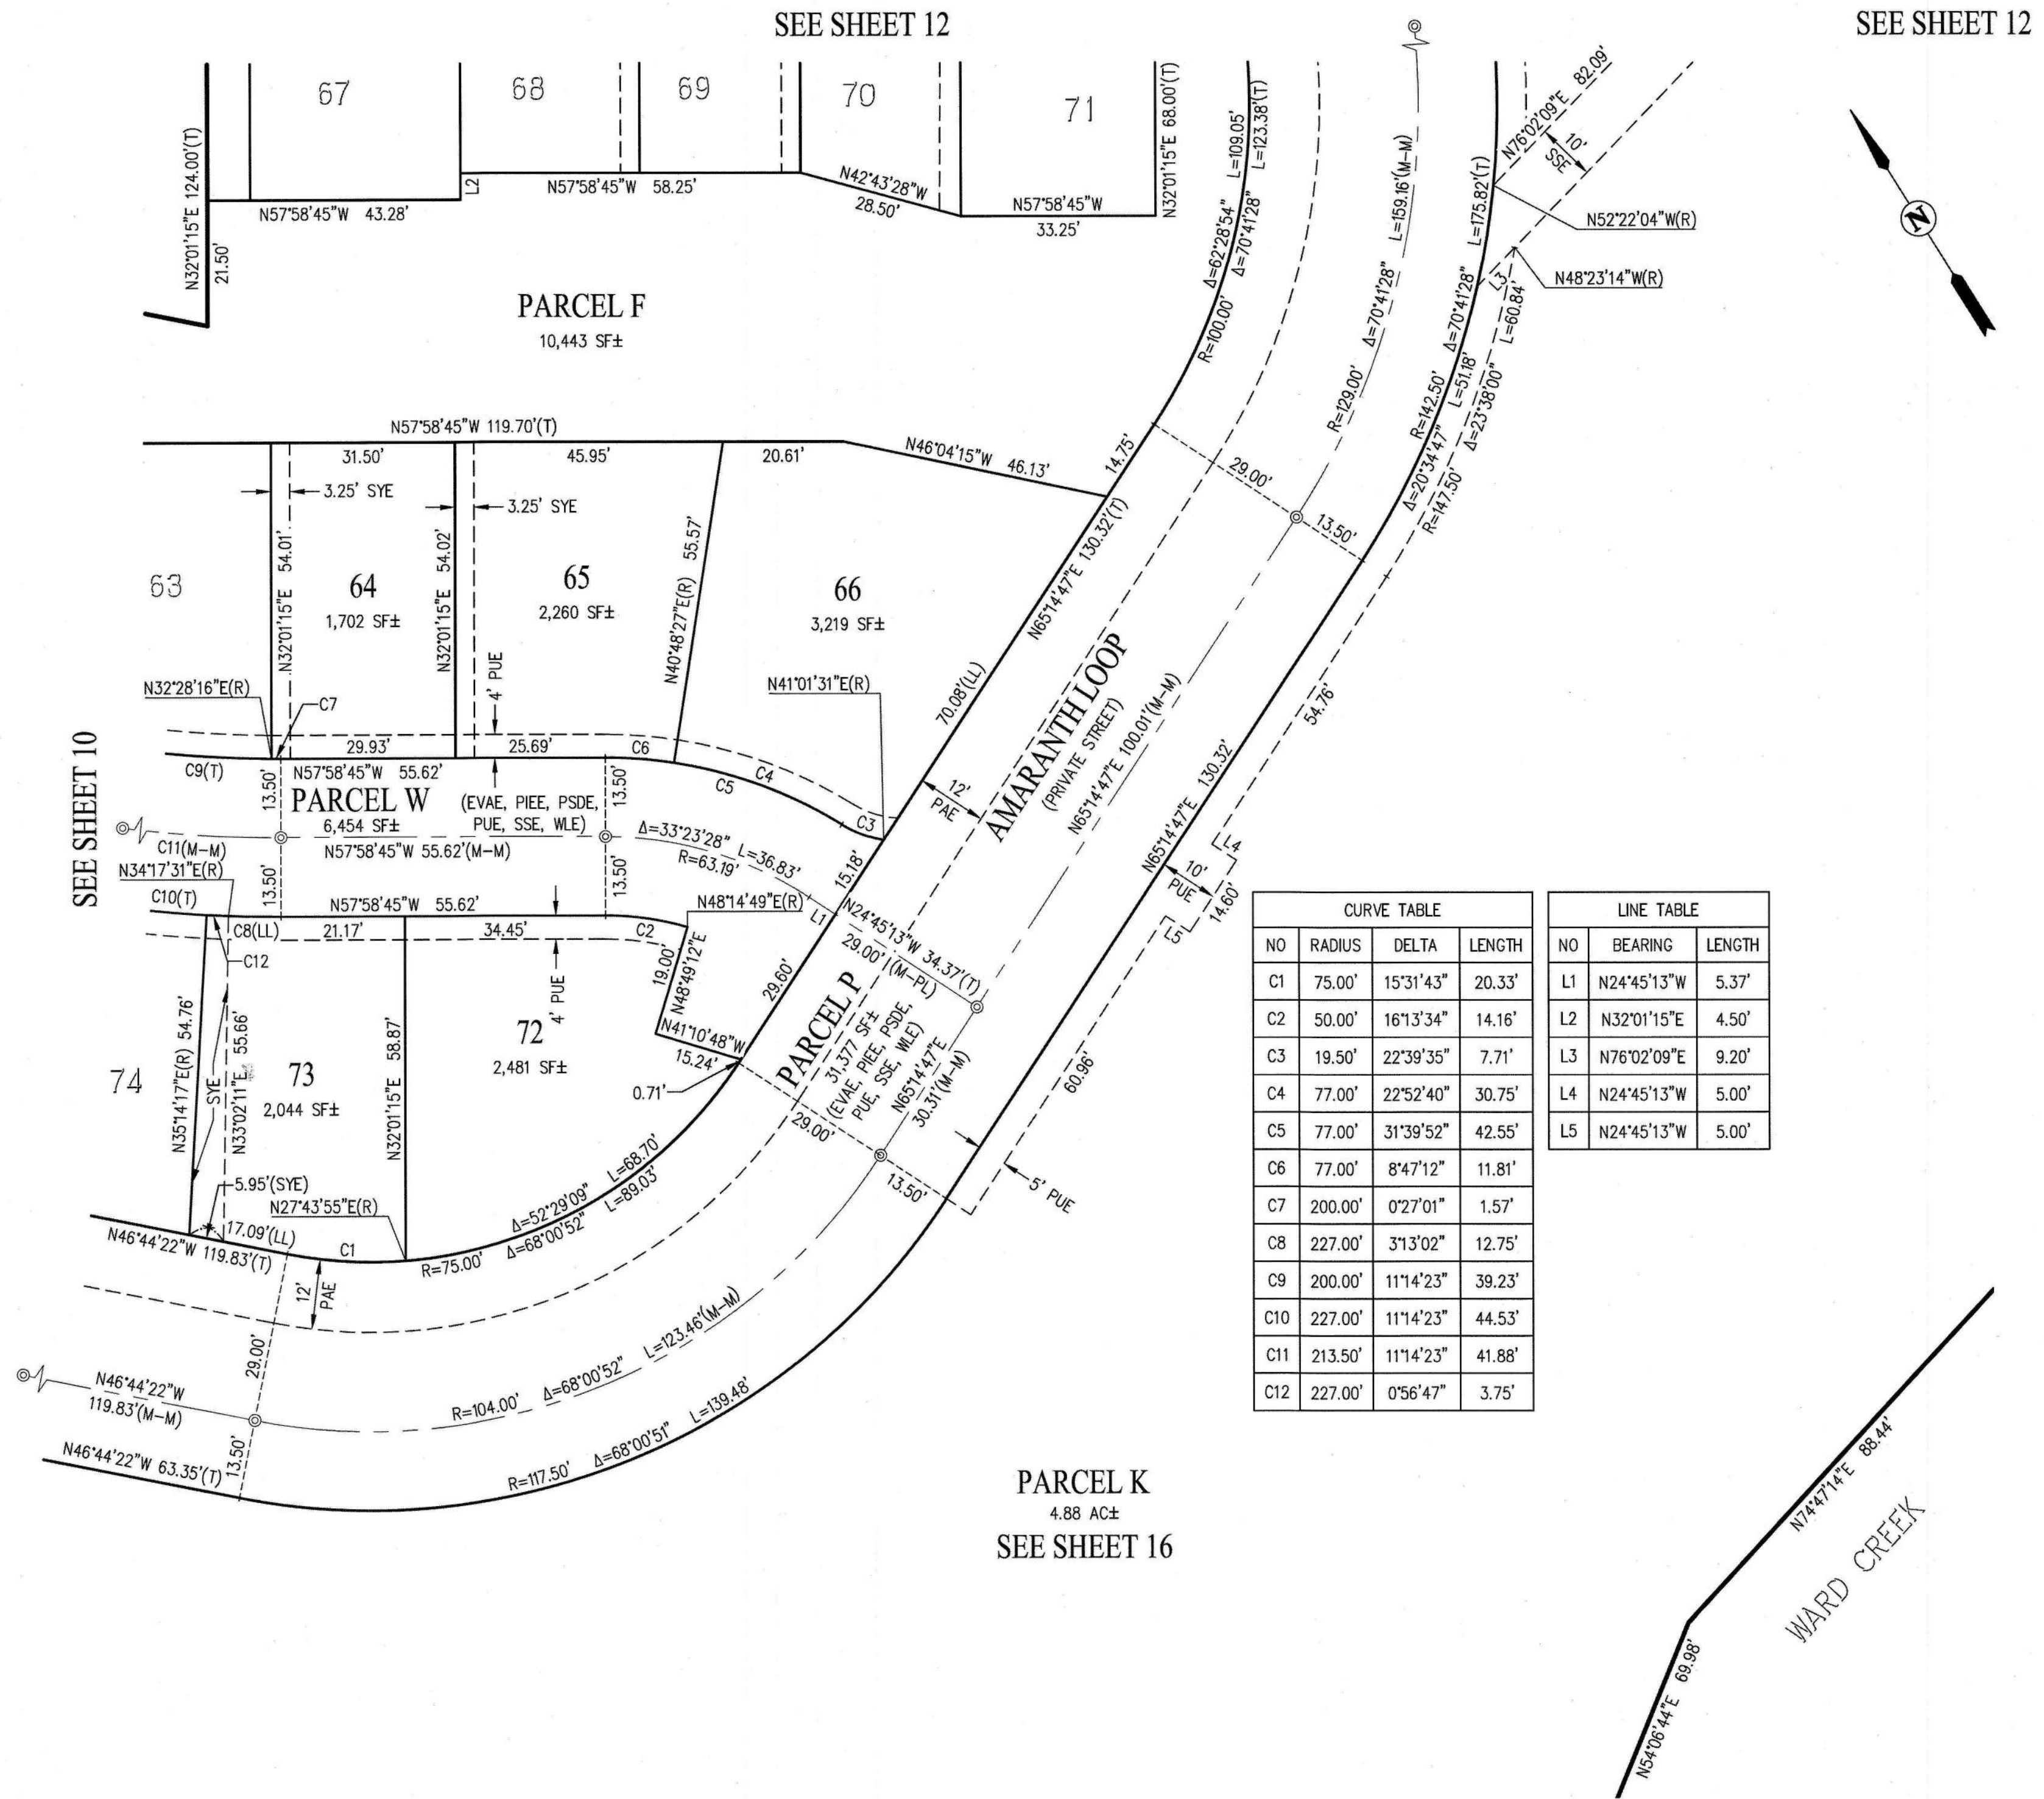 SEE SHEET 12
SEE SHEET 12
67
68
69
70
71
N32°01'15"E 124.00'(T)
21.50'
N57°58'45"W 43.28'
L2
N57°58'45"W 58.25'
N42°43'28"W
28.50'
N57°58'45"W
33.25'
N32°01'15"E 68.00'(T)
Δ=62°28'54" L=109.05'
R=100.00' Δ=70°41'28" L=123.38'(T)
R=129.00' Δ=70°41'28" L=159.16'(M-M)
R=142.50' Δ=70°41'28" L=175.82'(T)
Δ=20°34'47" L=51.18'
R=147.50' Δ=23°38'00" L=60.84'
N76°02'09"E 82.09'
10'
SSE
N52°22'04"W(R)
L3
N48°23'14"W(R)
N
PARCEL F
10,443 SF±
N57°58'45"W 119.70'(T)
31.50'
45.95'
20.61'
N46°04'15"W 46.13'
14.75'
29.00'
13.50'
3.25' SYE
3.25' SYE
63
N32°01'15"E 54.01'
64
1,702 SF±
N32°01'15"E 54.02'
65
2,260 SF±
N40°48'27"E(R) 55.57'
66
3,219 SF±
N65°14'47"E 130.32'(T)
70.08'(LL)
N32°28'16"E(R)
C7
4' PUE
N41°01'31"E(R)
SEE SHEET 10
C9(T)
29.93'
25.69'
C6
C4
C5
C3
N57°58'45"W 55.62'
13.50'
13.50'
PARCEL W
6,454 SF±
(EVAE, PIEE, PSDE,
PUE, SSE, WLE)
C11(M-M)
N57°58'45"W 55.62'(M-M)
Δ=33°23'28" L=36.83'
R=63.19'
15.18'
L1
12'
PAE
AMARANTH LOOP
(PRIVATE STREET)
N65°14'47"E 100.01'(M-M)
N65°14'47"E 130.32'
54.76'
L4
10'
PUE
14.60'
L5
N34°17'31"E(R)
13.50'
13.50'
C10(T)
N57°58'45"W 55.62'
C8(LL)
21.17'
34.45'
C2
N48°14'49"E(R)
C12
19.00'
N48°49'12"E
4' PUE
N41°10'48"W
15.24'
0.71'
29.60'
N24°45'13"W 34.37'(T)
29.00' (M-PL)
PARCEL P
31,377 SF±
(EVAE, PIEE, PSDE,
PUE, SSE, WLE)
N65°14'47"E
30.31'(M-M)
60.96'
29.00'
13.50'
5' PUE
74
N35°14'17"E(R) 54.76'
SYE
N33°02'11"E 55.66'
73
2,044 SF±
N32°01'15"E 58.87'
72
2,481 SF±
5.95'(SYE)
N27°43'55"E(R)
17.09'(LL)
N46°44'22"W 119.83'(T)
C1
12'
PAE
Δ=52°29'09" L=68.70'
R=75.00' Δ=68°00'52" L=89.03'
29.00'
13.50'
N46°44'22"W
119.83'(M-M)
N46°44'22"W 63.35'(T)
R=104.00' Δ=68°00'52" L=123.46'(M-M)
R=117.50' Δ=68°00'51" L=139.48'
CURVE TABLE
NO RADIUS DELTA LENGTH
C1 75.00' 15°31'43" 20.33'
C2 50.00' 16°13'34" 14.16'
C3 19.50' 22°39'35" 7.71'
C4 77.00' 22°52'40" 30.75'
C5 77.00' 31°39'52" 42.55'
C6 77.00' 8°47'12" 11.81'
C7 200.00' 0°27'01" 1.57'
C8 227.00' 3°13'02" 12.75'
C9 200.00' 11°14'23" 39.23'
C10 227.00' 11°14'23" 44.53'
C11 213.50' 11°14'23" 41.88'
C12 227.00' 0°56'47" 3.75'
LINE TABLE
NO BEARING LENGTH
L1 N24°45'13"W 5.37'
L2 N32°01'15"E 4.50'
L3 N76°02'09"E 9.20'
L4 N24°45'13"W 5.00'
L5 N24°45'13"W 5.00'
PARCEL K
4.88 AC±
SEE SHEET 16
N74°47'14"E 88.44'
WARD CREEK
N54°06'44"E 69.98'